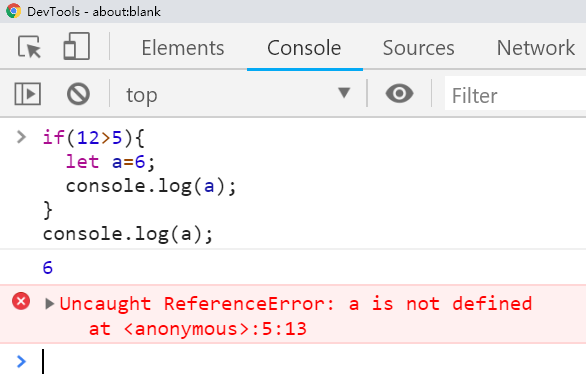 DevTools - about:blank
Elements Console Sources Network
top Filter
if(12>5){
  let a=6;
  console.log(a);
}
console.log(a);
6
Uncaught ReferenceError: a is not defined
    at <anonymous>:5:13